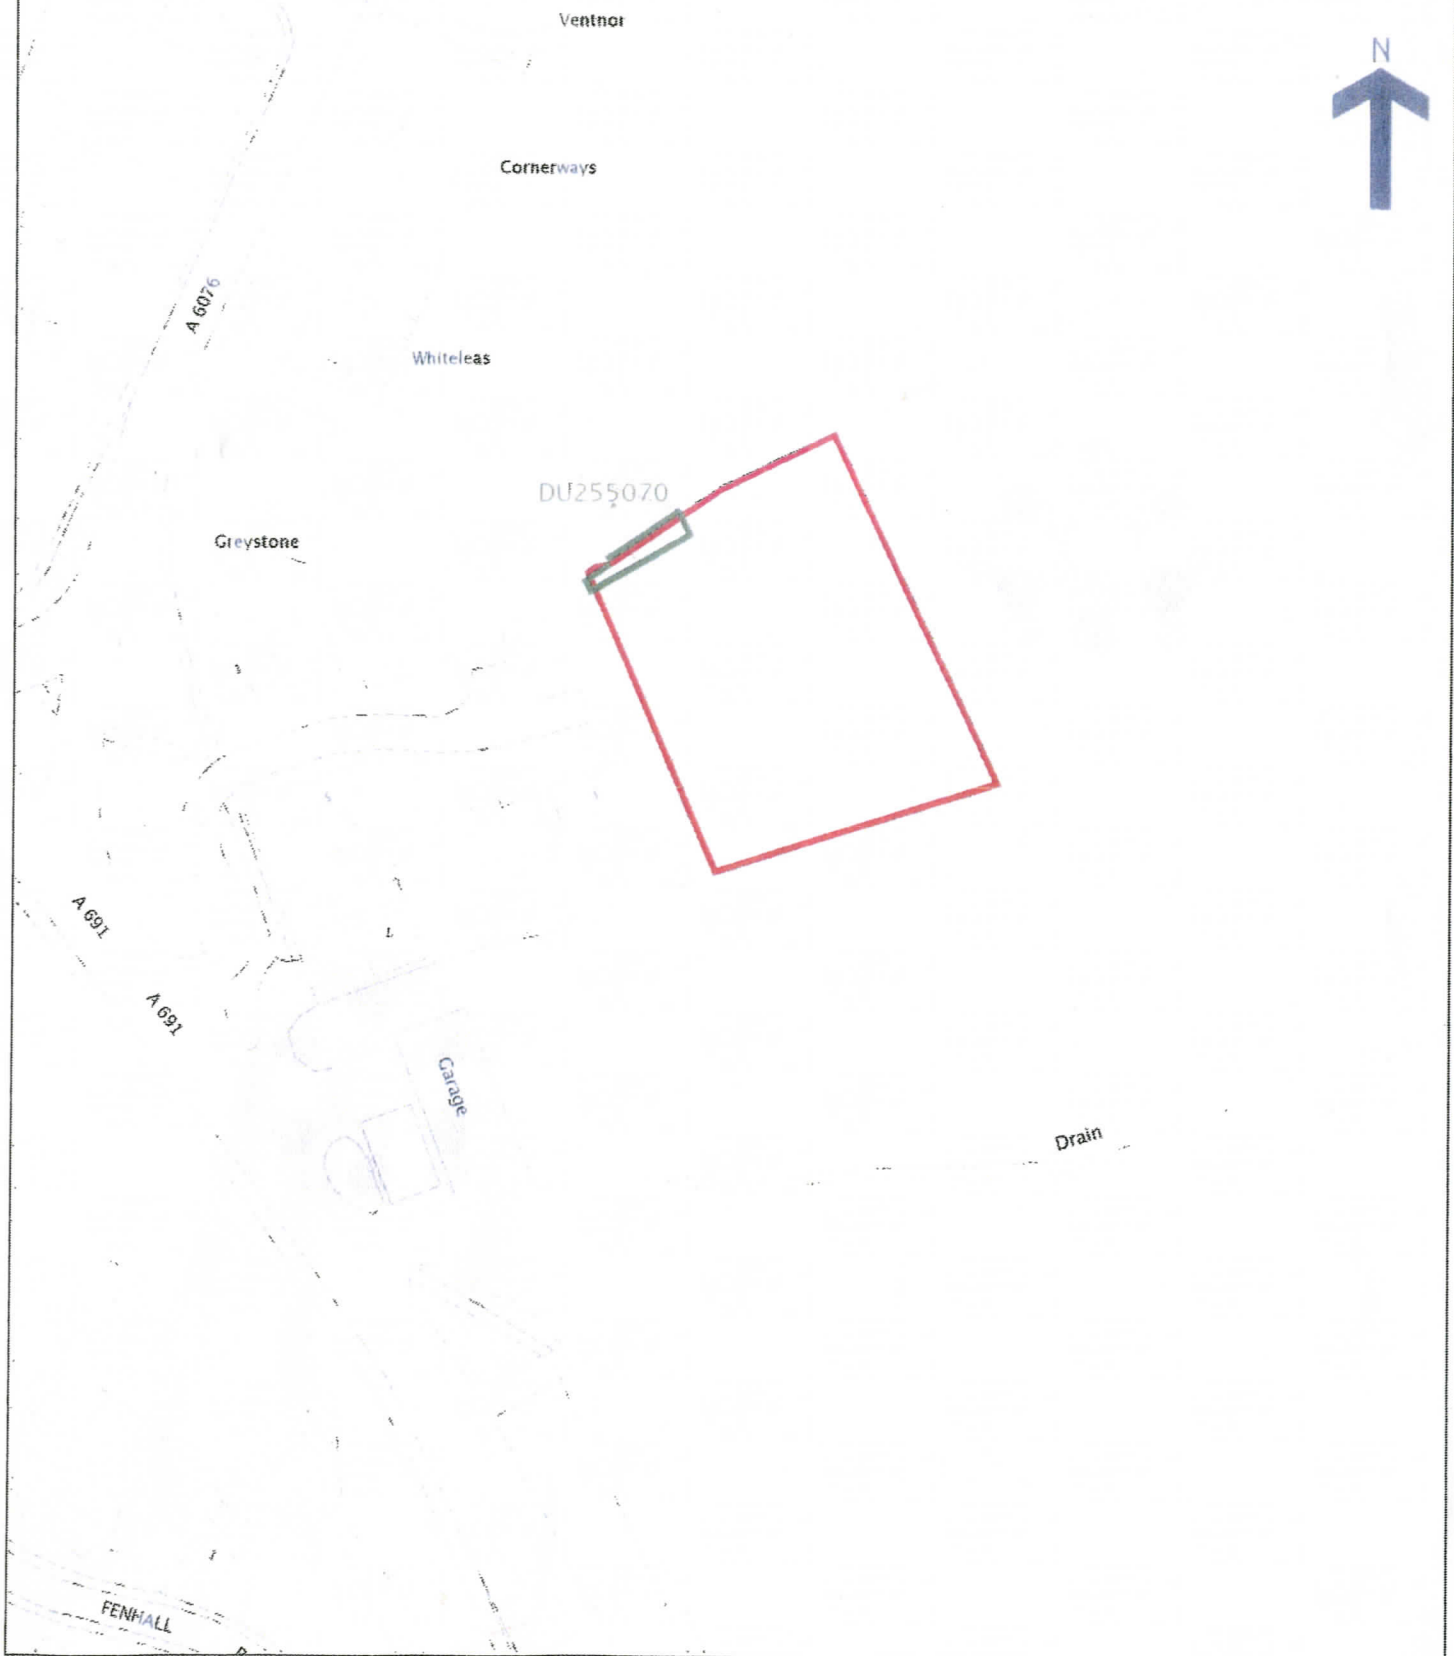 Ventnor
N
Cornerways
A 6076
Whiteleas
DU255070
Greystone
A 691
A 691
Garage
Drain
FENHALL